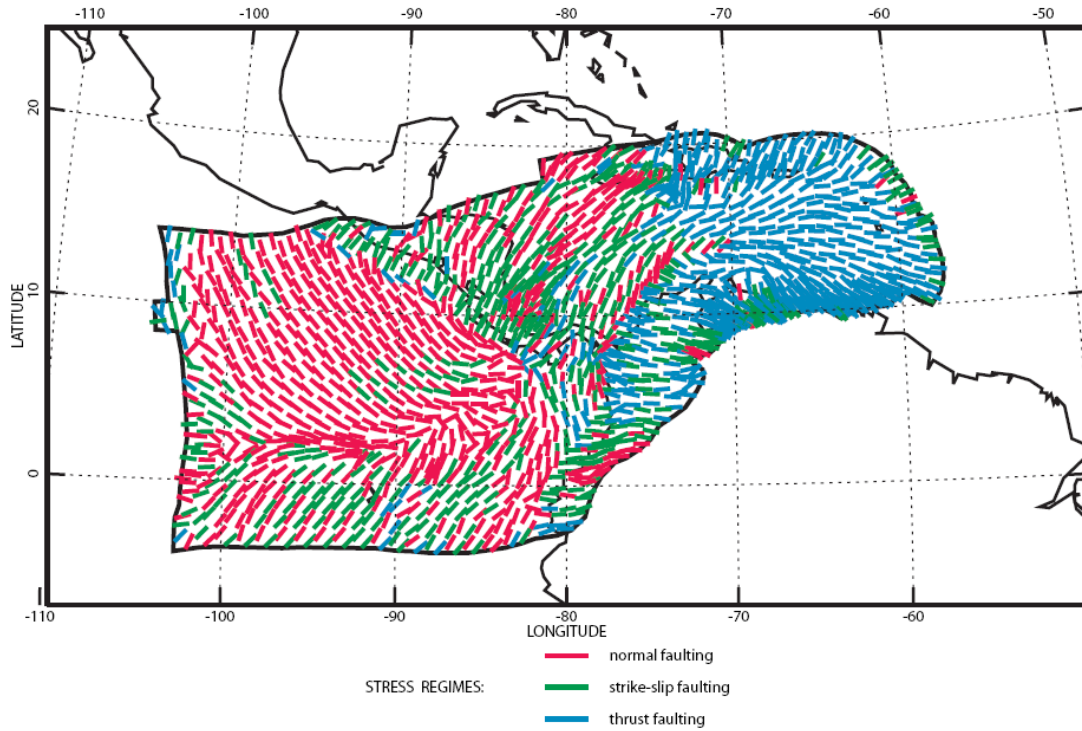 -110 -100 -90 -80 -70 -60 -50
20
10
0
LATITUDE
-110 -100 -90 -80 -70 -60
LONGITUDE
normal faulting
STRESS REGIMES: strike-slip faulting
thrust faulting